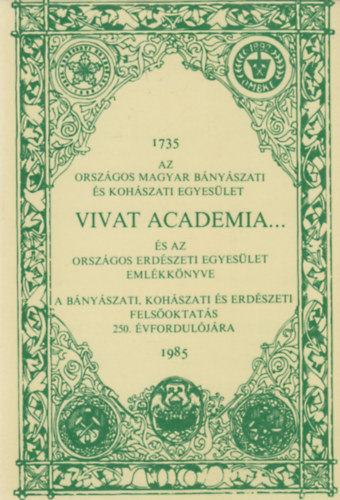 1735
AZ
ORSZÁGOS MAGYAR BÁNYÁSZATI
ÉS KOHÁSZATI EGYESÜLET
VIVAT ACADEMIA...
ÉS AZ
ORSZÁGOS ERDÉSZETI EGYESÜLET
EMLÉKKÖNYVE
A BÁNYÁSZATI, KOHÁSZATI ÉS ERDÉSZETI
FELSŐOKTATÁS
250. ÉVFORDULÓJÁRA
1985